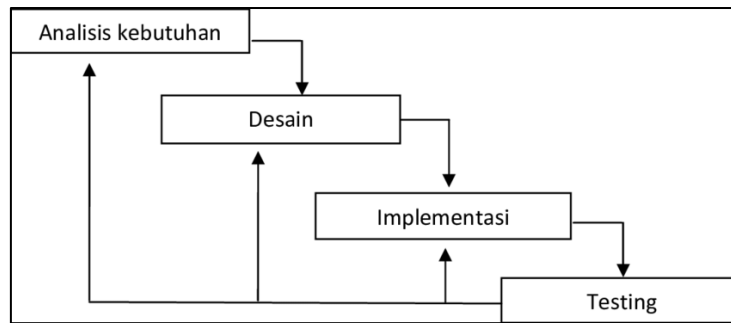 Analisis kebutuhan
Desain
Implementasi
Testing